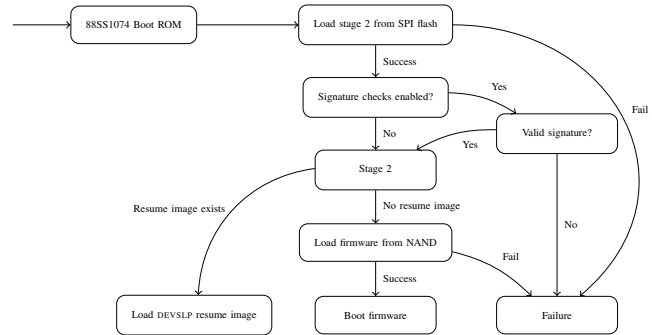 88SS1074 Boot ROM
Load stage 2 from SPI flash
Success
Fail
Signature checks enabled?
Yes
Valid signature?
No
Yes
Stage 2
Resume image exists
No resume image
No
Load firmware from NAND
Fail
Success
Load DEVSLP resume image
Boot firmware
Failure